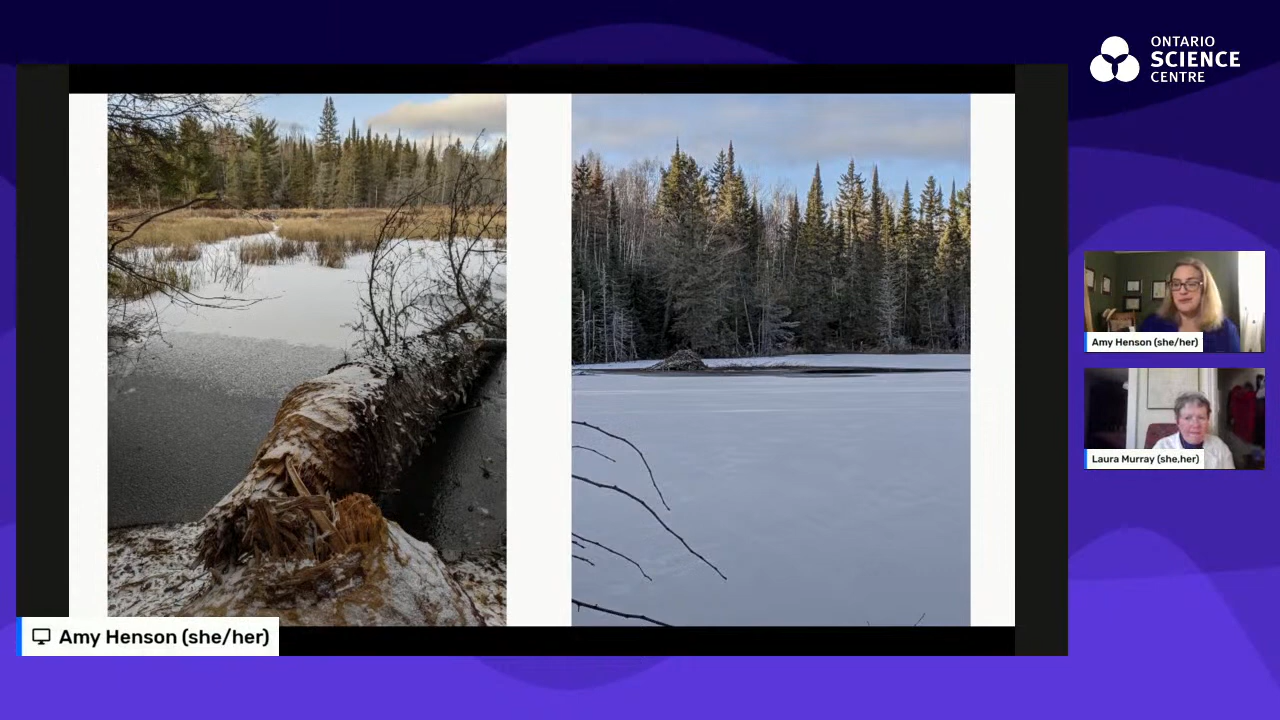 ONTARIO
SCIENCE
CENTRE
Amy Henson (she/her)
Laura Murray (she,her)
Amy Henson (she/her)